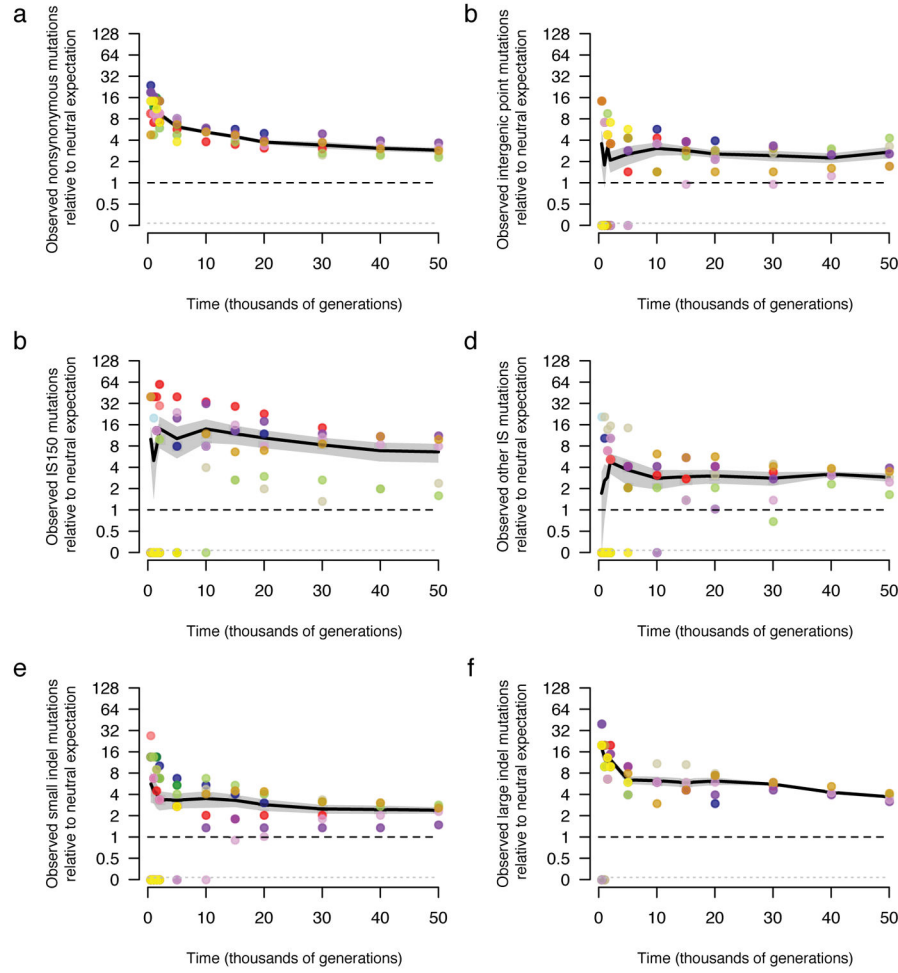 a
Observed nonsynonymous mutations
relative to neutral expectation
128
64
32
16
8
4
2
1
0.5
0
0 10 20 30 40 50
Time (thousands of generations)
b
Observed intergenic point mutations
relative to neutral expectation
128
64
32
16
8
4
2
1
0.5
0
0 10 20 30 40 50
Time (thousands of generations)
b
Observed IS150 mutations
relative to neutral expectation
128
64
32
16
8
4
2
1
0.5
0
0 10 20 30 40 50
Time (thousands of generations)
d
Observed other IS mutations
relative to neutral expectation
128
64
32
16
8
4
2
1
0.5
0
0 10 20 30 40 50
Time (thousands of generations)
e
Observed small indel mutations
relative to neutral expectation
128
64
32
16
8
4
2
1
0.5
0
0 10 20 30 40 50
Time (thousands of generations)
f
Observed large indel mutations
relative to neutral expectation
128
64
32
16
8
4
2
1
0.5
0
0 10 20 30 40 50
Time (thousands of generations)